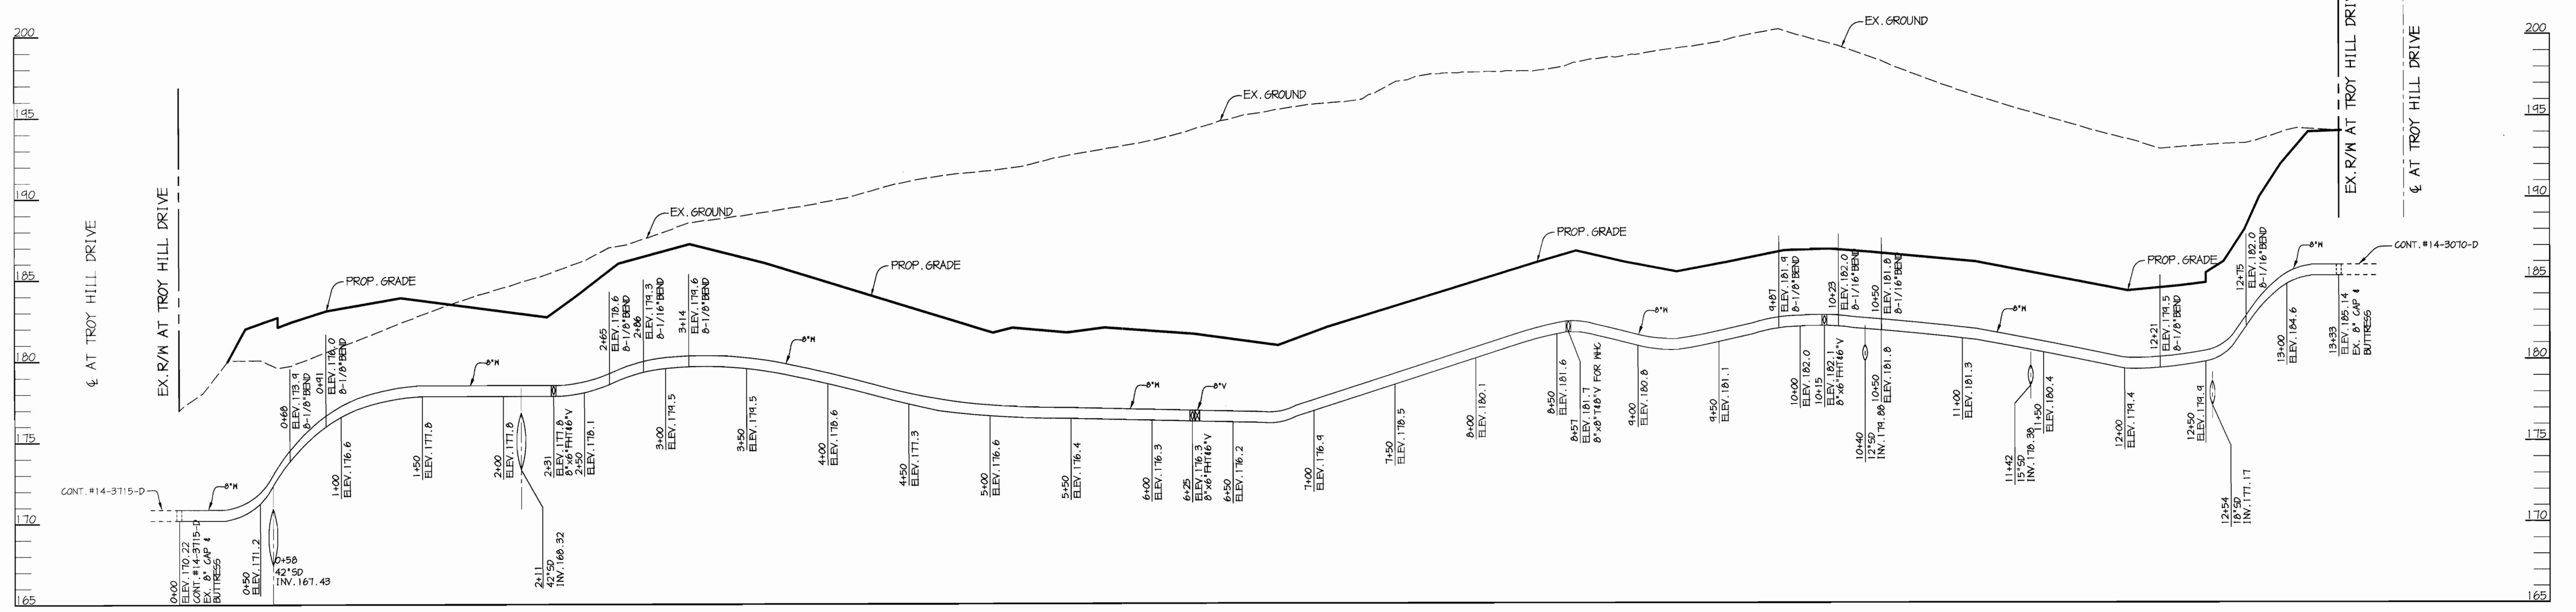 200
195
190
185
180
175
170
165
℄ AT TROY HILL DRIVE
EX. R/W AT TROY HILL DRIVE
CONT. #14-3715-D
8"W
0+00
ELEV. 170.22
CONT. #14-3715-D
EX. 8" CAP &
BUTTRESS
0+50
ELEV. 171.2
0+58
42"SD
INV. 167.43
0+68
ELEV. 173.9
8-1/8"BEND
0+91
ELEV. 176.0
8-1/8"BEND
PROP. GRADE
1+00
ELEV. 176.6
1+50
ELEV. 177.8
8"W
2+00
ELEV. 177.8
2+11
42"SD
INV. 168.32
2+31
ELEV. 177.8
8"x6"FHT&6"V
2+50
ELEV. 178.1
2+65
ELEV. 178.6
8-1/8"BEND
2+86
ELEV. 179.3
8-1/16"BEND
EX. GROUND
3+00
ELEV. 179.5
3+14
ELEV. 179.6
8-1/8"BEND
3+50
ELEV. 179.5
8"W
4+00
ELEV. 178.6
PROP. GRADE
4+50
ELEV. 177.3
5+00
ELEV. 176.6
5+50
ELEV. 176.4
8"W
6+00
ELEV. 176.3
8"V
6+25
ELEV. 176.3
8"x6"FHT&6"V
6+50
ELEV. 176.2
EX. GROUND
7+00
ELEV. 176.9
7+50
ELEV. 178.5
8+00
ELEV. 180.1
PROP. GRADE
8+50
ELEV. 181.6
8+57
ELEV. 181.7
8"x8"T&8"V FOR WHC
8"W
9+00
ELEV. 180.8
9+50
ELEV. 181.1
9+87
ELEV. 181.9
8-1/8"BEND
10+00
ELEV. 182.0
10+15
ELEV. 182.1
8"x6"FHT&6"V
10+23
ELEV. 182.0
8-1/16"BEND
EX. GROUND
10+40
12"SD
INV. 179.88
10+50
ELEV. 181.8
8-1/16"BEND
10+50
ELEV. 181.8
11+00
ELEV. 181.3
8"W
11+42
15"SD
INV. 178.38
11+50
ELEV. 180.4
12+00
ELEV. 179.4
PROP. GRADE
12+21
ELEV. 179.5
8-1/8"BEND
12+50
ELEV. 179.9
12+54
18"SD
INV. 177.17
12+75
ELEV. 182.0
8-1/16"BEND
8"W
13+00
ELEV. 184.6
13+33
ELEV. 185.14
EX. 8" CAP &
BUTTRESS
CONT. #14-3070-D
EX. R/W AT TROY HILL DRI
℄ AT TROY HILL DRIVE
200
195
190
185
180
175
170
165